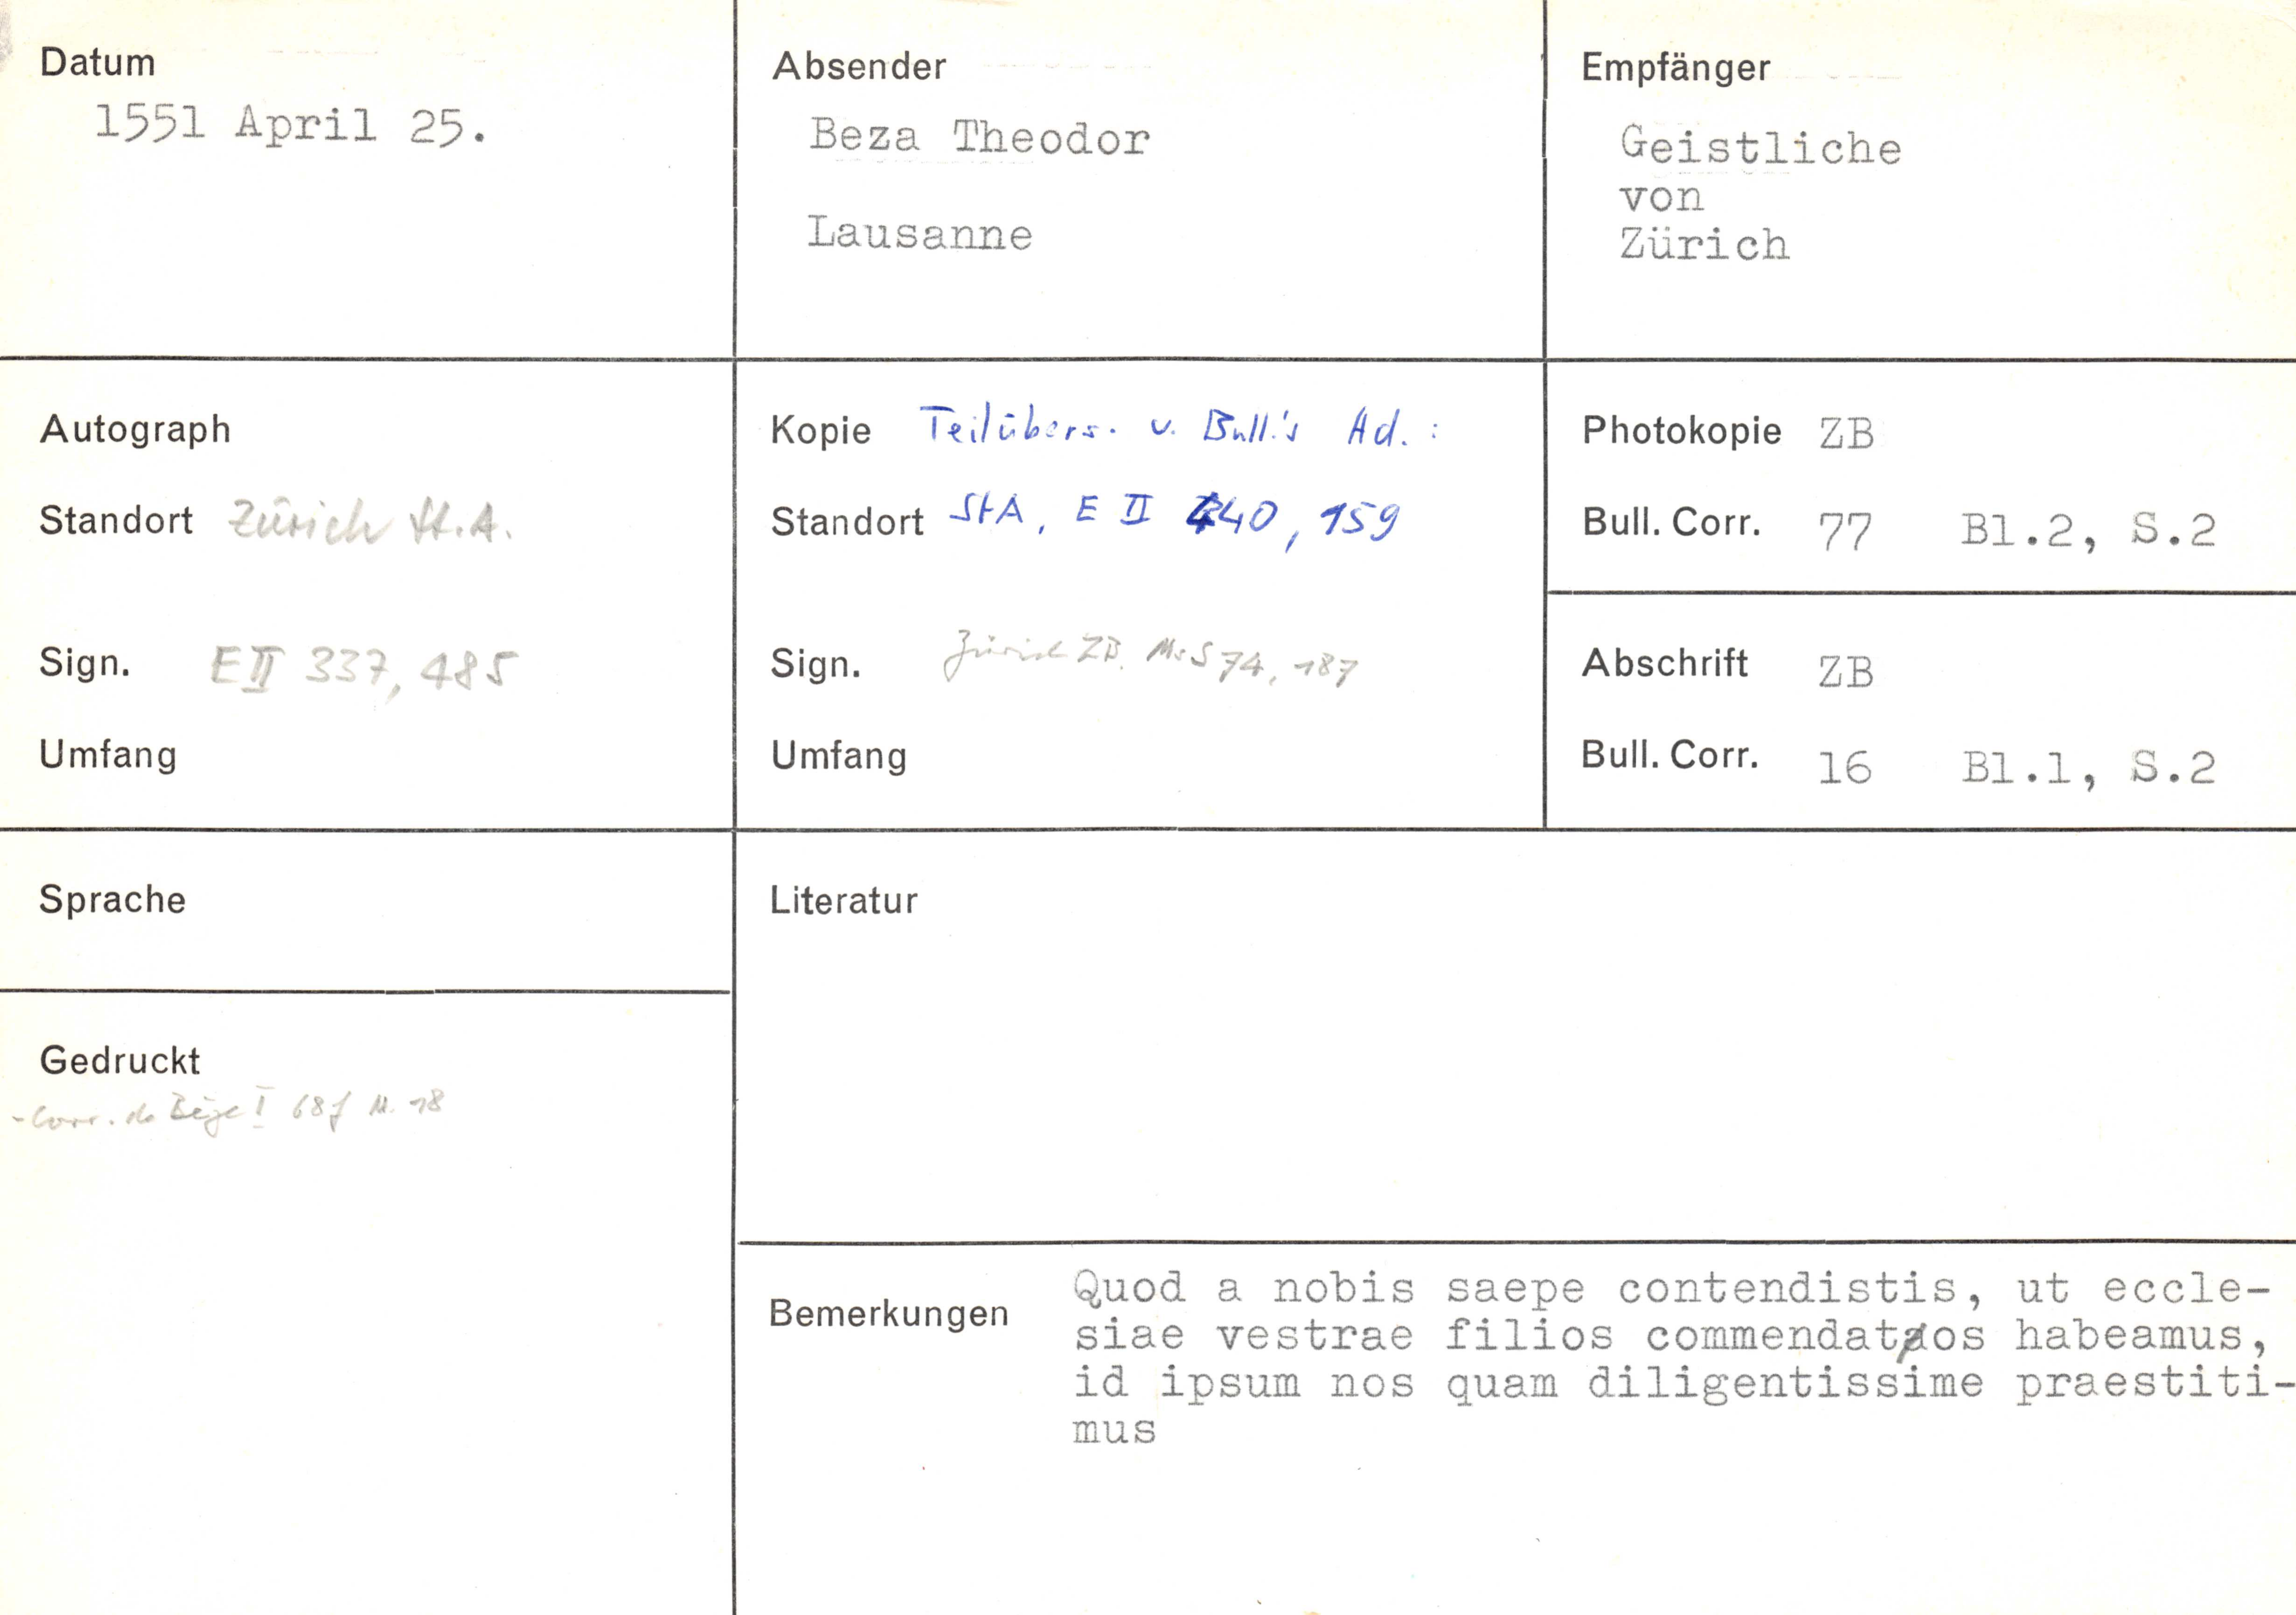 Datum
1551 April 25.
Absender
Beza Theodor
Lausanne
Empfänger
Geistliche
von
Zürich
Autograph
Standort Zürich St.A.
Sign. E II 337, 485
Umfang
Kopie Teilübers. v. Bull.'s Hd.:
Standort StA, E II 440, 159
Sign. Zürich ZB. Ms S 74, 187
Umfang
Photokopie ZB
Bull. Corr. 77 Bl.2, S.2
Abschrift ZB
Bull. Corr. 16 Bl.1, S.2
Sprache
Gedruckt
- Corr. de Bèze I 68f N. 18
Literatur
Bemerkungen
Quod a nobis saepe contendistis, ut eccle-
siae vestrae filios commendatos habeamus,
id ipsum nos quam diligentissime praestiti-
mus